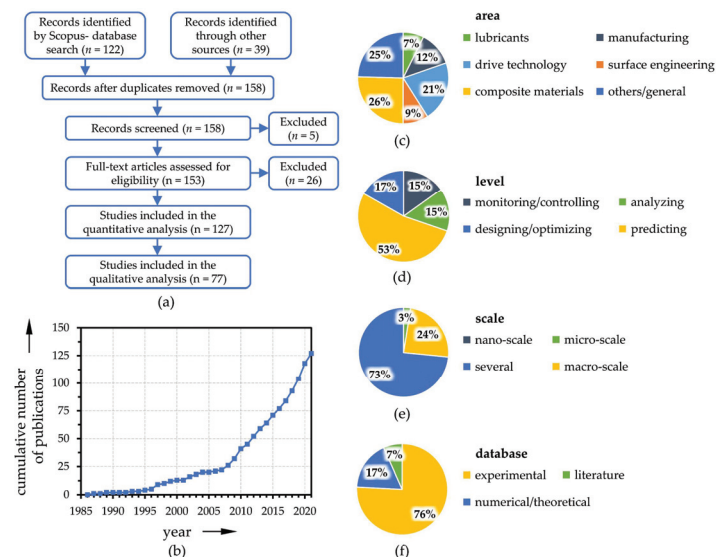 Records identified
by Scopus- database
search (n = 122)
Records identified
through other
sources (n = 39)
Records after duplicates removed (n = 158)
Records screened (n = 158)
Excluded
(n = 5)
Full-text articles assessed for
eligibility (n = 153)
Excluded
(n = 26)
Studies included in the
quantitative analysis (n = 127)
Studies included in the
qualitative analysis (n = 77)
(a)
150
125
100
75
50
25
0
1985 1990 1995 2000 2005 2010 2015 2020
cumulative number
of publications
year
(b)
area
lubricants
manufacturing
drive technology
surface engineering
composite materials
others/general
7%
12%
21%
9%
26%
25%
(c)
level
monitoring/controlling
analyzing
designing/optimizing
predicting
17%
15%
15%
53%
(d)
scale
nano-scale
micro-scale
several
macro-scale
3%
24%
73%
(e)
database
experimental
literature
numerical/theoretical
7%
17%
76%
(f)